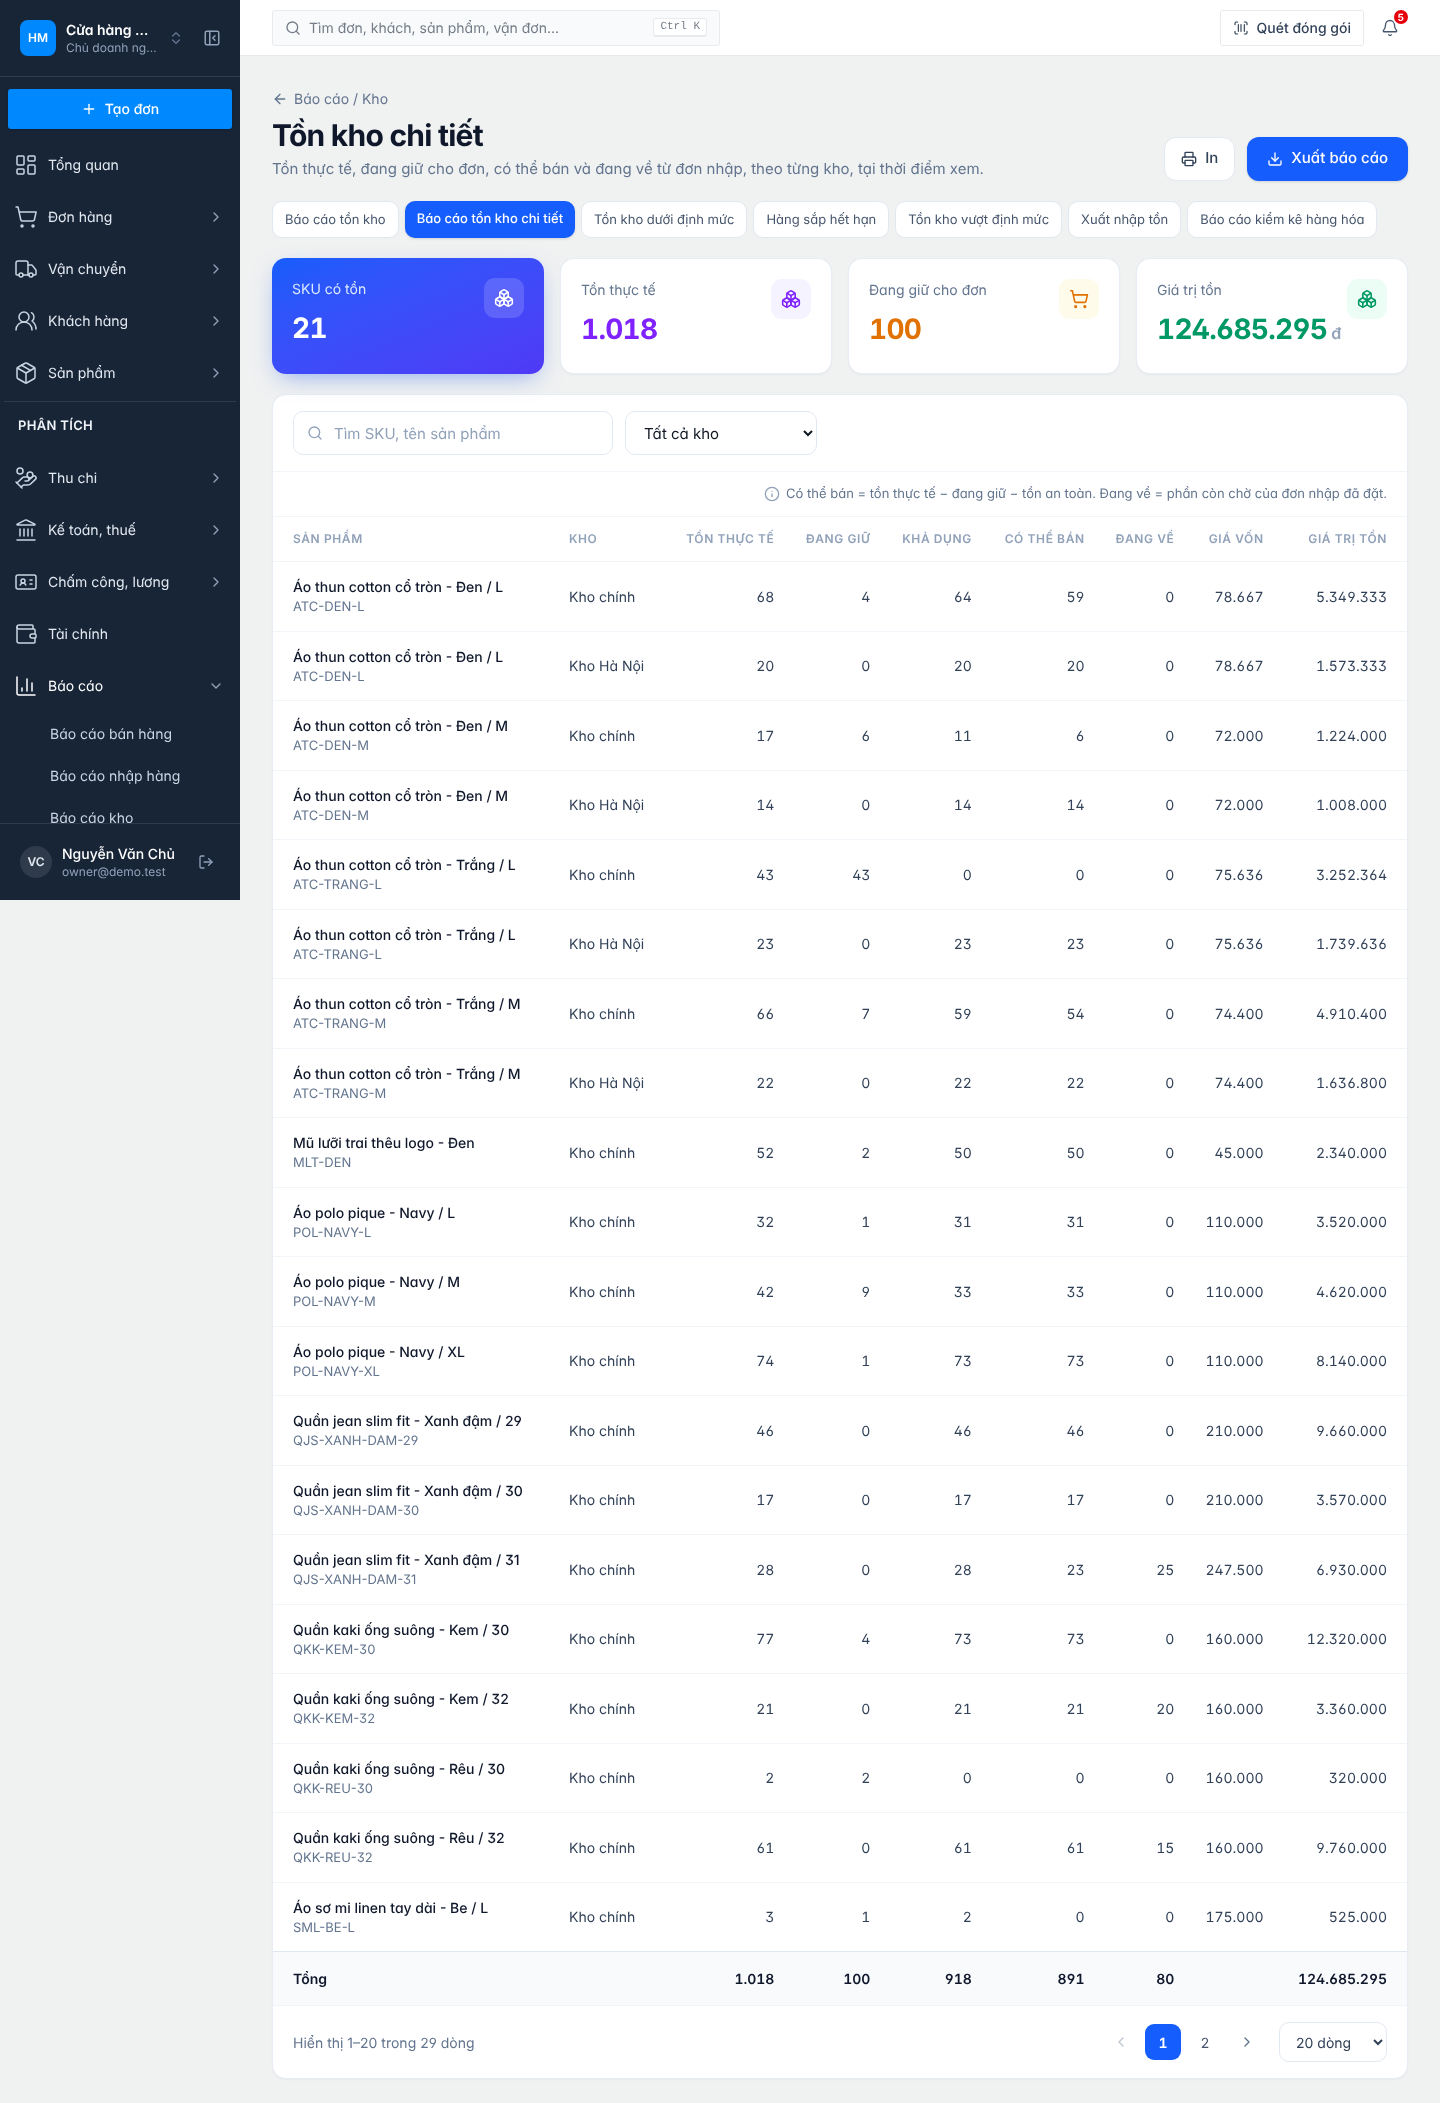 HM
Cửa hàng ...
Chủ doanh ng...
Tìm đơn, khách, sản phẩm, vận đơn...
Ctrl K
Quét đóng gói
5
Tạo đơn
Tổng quan
Đơn hàng
Vận chuyển
Khách hàng
Sản phẩm
PHÂN TÍCH
Thu chi
Kế toán, thuế
Chấm công, lương
Tài chính
Báo cáo
Báo cáo bán hàng
Báo cáo nhập hàng
Báo cáo kho
VC
Nguyễn Văn Chủ
owner@demo.test
Báo cáo / Kho
Tồn kho chi tiết
Tồn thực tế, đang giữ cho đơn, có thể bán và đang về từ đơn nhập, theo từng kho, tại thời điểm xem.
In
Xuất báo cáo
Báo cáo tồn kho
Báo cáo tồn kho chi tiết
Tồn kho dưới định mức
Hàng sắp hết hạn
Tồn kho vượt định mức
Xuất nhập tồn
Báo cáo kiểm kê hàng hóa
SKU có tồn
21
Tồn thực tế
1.018
Đang giữ cho đơn
100
Giá trị tồn
124.685.295 đ
Tìm SKU, tên sản phẩm
Tất cả kho
Có thể bán = tồn thực tế − đang giữ − tồn an toàn. Đang về = phần còn chờ của đơn nhập đã đặt.
SẢN PHẨM KHO TỒN THỰC TẾ ĐANG GIỮ KHẢ DỤNG CÓ THỂ BÁN ĐANG VỀ GIÁ VỐN GIÁ TRỊ TỒN
Áo thun cotton cổ tròn - Đen / L
ATC-DEN-L
Kho chính 68 4 64 59 0 78.667 5.349.333
Áo thun cotton cổ tròn - Đen / L
ATC-DEN-L
Kho Hà Nội 20 0 20 20 0 78.667 1.573.333
Áo thun cotton cổ tròn - Đen / M
ATC-DEN-M
Kho chính 17 6 11 6 0 72.000 1.224.000
Áo thun cotton cổ tròn - Đen / M
ATC-DEN-M
Kho Hà Nội 14 0 14 14 0 72.000 1.008.000
Áo thun cotton cổ tròn - Trắng / L
ATC-TRANG-L
Kho chính 43 43 0 0 0 75.636 3.252.364
Áo thun cotton cổ tròn - Trắng / L
ATC-TRANG-L
Kho Hà Nội 23 0 23 23 0 75.636 1.739.636
Áo thun cotton cổ tròn - Trắng / M
ATC-TRANG-M
Kho chính 66 7 59 54 0 74.400 4.910.400
Áo thun cotton cổ tròn - Trắng / M
ATC-TRANG-M
Kho Hà Nội 22 0 22 22 0 74.400 1.636.800
Mũ lưỡi trai thêu logo - Đen
MLT-DEN
Kho chính 52 2 50 50 0 45.000 2.340.000
Áo polo pique - Navy / L
POL-NAVY-L
Kho chính 32 1 31 31 0 110.000 3.520.000
Áo polo pique - Navy / M
POL-NAVY-M
Kho chính 42 9 33 33 0 110.000 4.620.000
Áo polo pique - Navy / XL
POL-NAVY-XL
Kho chính 74 1 73 73 0 110.000 8.140.000
Quần jean slim fit - Xanh đậm / 29
QJS-XANH-DAM-29
Kho chính 46 0 46 46 0 210.000 9.660.000
Quần jean slim fit - Xanh đậm / 30
QJS-XANH-DAM-30
Kho chính 17 0 17 17 0 210.000 3.570.000
Quần jean slim fit - Xanh đậm / 31
QJS-XANH-DAM-31
Kho chính 28 0 28 23 25 247.500 6.930.000
Quần kaki ống suông - Kem / 30
QKK-KEM-30
Kho chính 77 4 73 73 0 160.000 12.320.000
Quần kaki ống suông - Kem / 32
QKK-KEM-32
Kho chính 21 0 21 21 20 160.000 3.360.000
Quần kaki ống suông - Rêu / 30
QKK-REU-30
Kho chính 2 2 0 0 0 160.000 320.000
Quần kaki ống suông - Rêu / 32
QKK-REU-32
Kho chính 61 0 61 61 15 160.000 9.760.000
Áo sơ mi linen tay dài - Be / L
SML-BE-L
Kho chính 3 1 2 0 0 175.000 525.000
Tổng 1.018 100 918 891 80 124.685.295
Hiển thị 1–20 trong 29 dòng
1 2
20 dòng